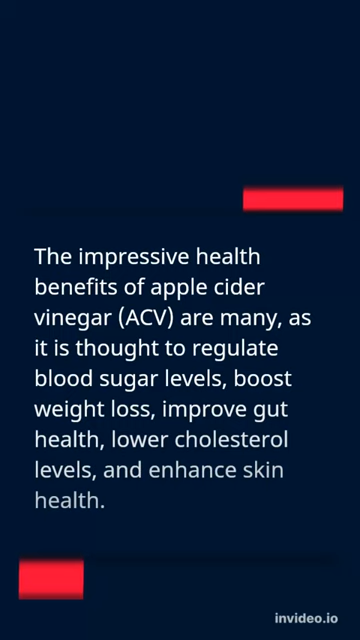 The impressive health
benefits of apple cider
vinegar (ACV) are many, as
it is thought to regulate
blood sugar levels, boost
weight loss, improve gut
health, lower cholesterol
levels, and enhance skin
health.
invideo.io